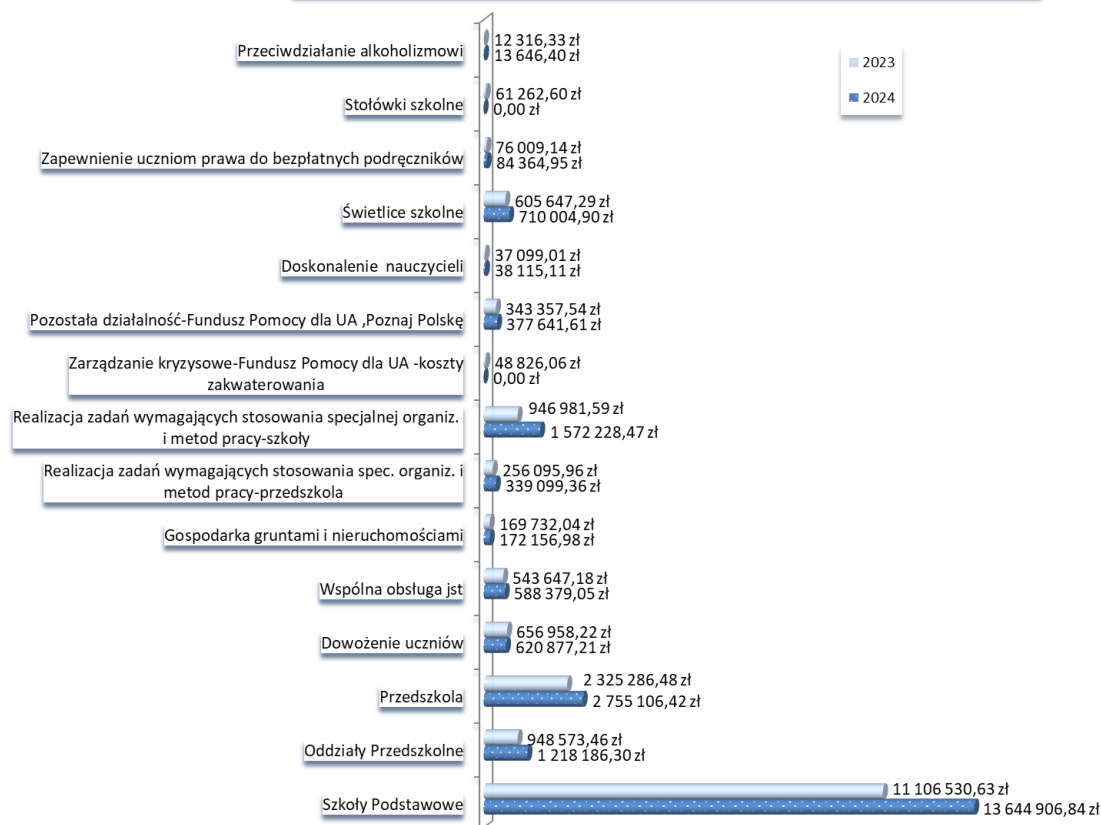 12 316,33 zł
Przeciwdziałanie alkoholizmowi
13 646,40 zł
2023
2024
61 262,60 zł
Stołówki szkolne
0,00 zł
76 009,14 zł
Zapewnienie uczniom prawa do bezpłatnych podręczników
84 364,95 zł
605 647,29 zł
Świetlice szkolne
710 004,90 zł
37 099,01 zł
Doskonalenie nauczycieli
38 115,11 zł
343 357,54 zł
Pozostała działalność-Fundusz Pomocy dla UA ,Poznaj Polskę
377 641,61 zł
Zarządzanie kryzysowe-Fundusz Pomocy dla UA -koszty
zakwaterowania
48 826,06 zł
0,00 zł
Realizacja zadań wymagających stosowania specjalnej organiz.
i metod pracy-szkoły
946 981,59 zł
1 572 228,47 zł
Realizacja zadań wymagających stosowania spec. organiz. i
metod pracy-przedszkola
256 095,96 zł
339 099,36 zł
169 732,04 zł
Gospodarka gruntami i nieruchomościami
172 156,98 zł
543 647,18 zł
Wspólna obsługa jst
588 379,05 zł
656 958,22 zł
Dowożenie uczniów
620 877,21 zł
2 325 286,48 zł
Przedszkola
2 755 106,42 zł
948 573,46 zł
Oddziały Przedszkolne
1 218 186,30 zł
11 106 530,63 zł
Szkoły Podstawowe
13 644 906,84 zł